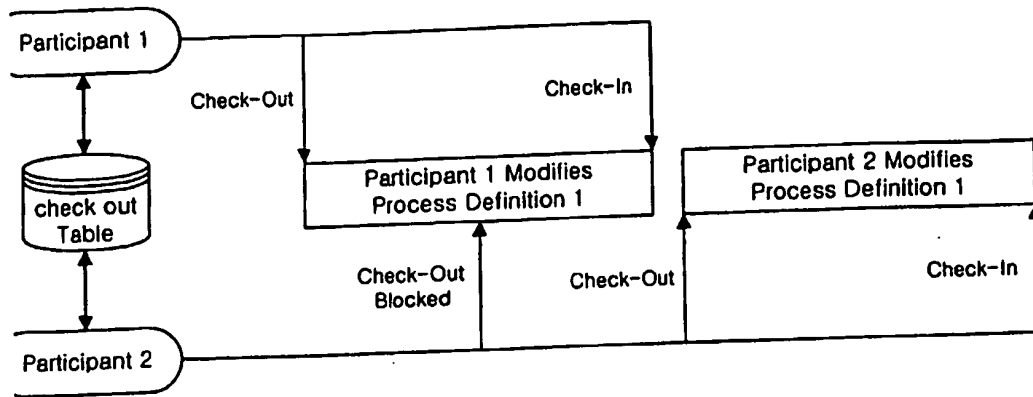 Participant 1
Check-Out
Check-In
check out
Table
Participant 1 Modifies
Process Definition 1
Participant 2 Modifies
Process Definition 1
Check-Out
Blocked
Check-Out
Check-In
Participant 2